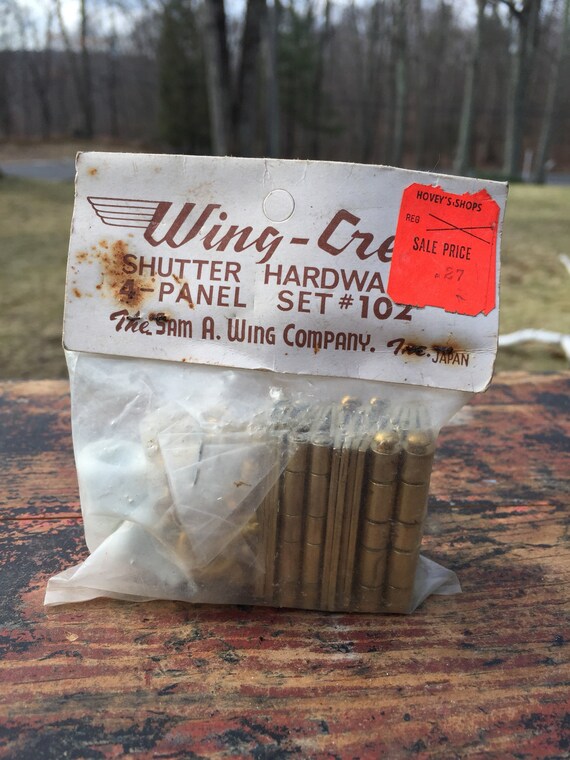 Wing-Cre
SHUTTER HARDWA
4-PANEL SET #102
The Sam A. Wing Company. Inc. JAPAN
HOVEY'S SHOPS
REG
SALE PRICE
.27